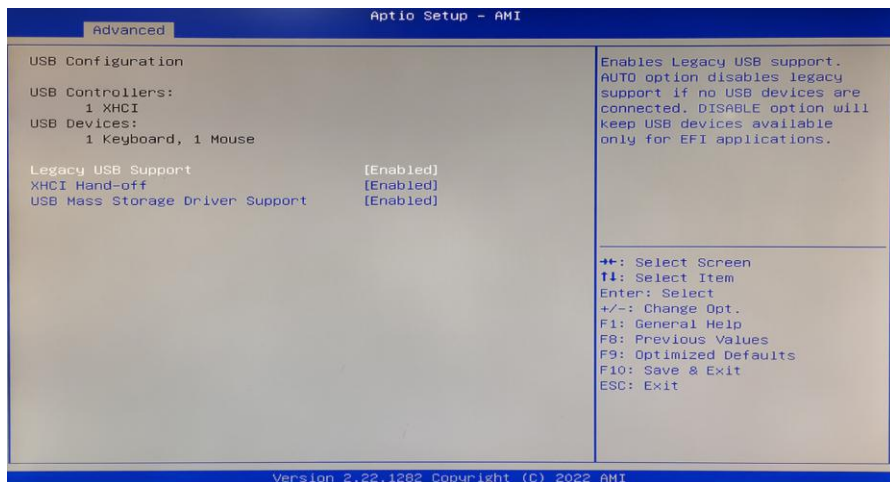 Aptio Setup – AMI
Advanced
USB Configuration
USB Controllers:
1 XHCI
USB Devices:
1 Keyboard, 1 Mouse
Legacy USB Support [Enabled]
XHCI Hand-off [Enabled]
USB Mass Storage Driver Support [Enabled]
Enables Legacy USB support.
AUTO option disables legacy
support if no USB devices are
connected. DISABLE option will
keep USB devices available
only for EFI applications.
→←: Select Screen
↑↓: Select Item
Enter: Select
+/-: Change Opt.
F1: General Help
F8: Previous Values
F9: Optimized Defaults
F10: Save & Exit
ESC: Exit
Version 2.22.1282 Copyright (C) 2022 AMI